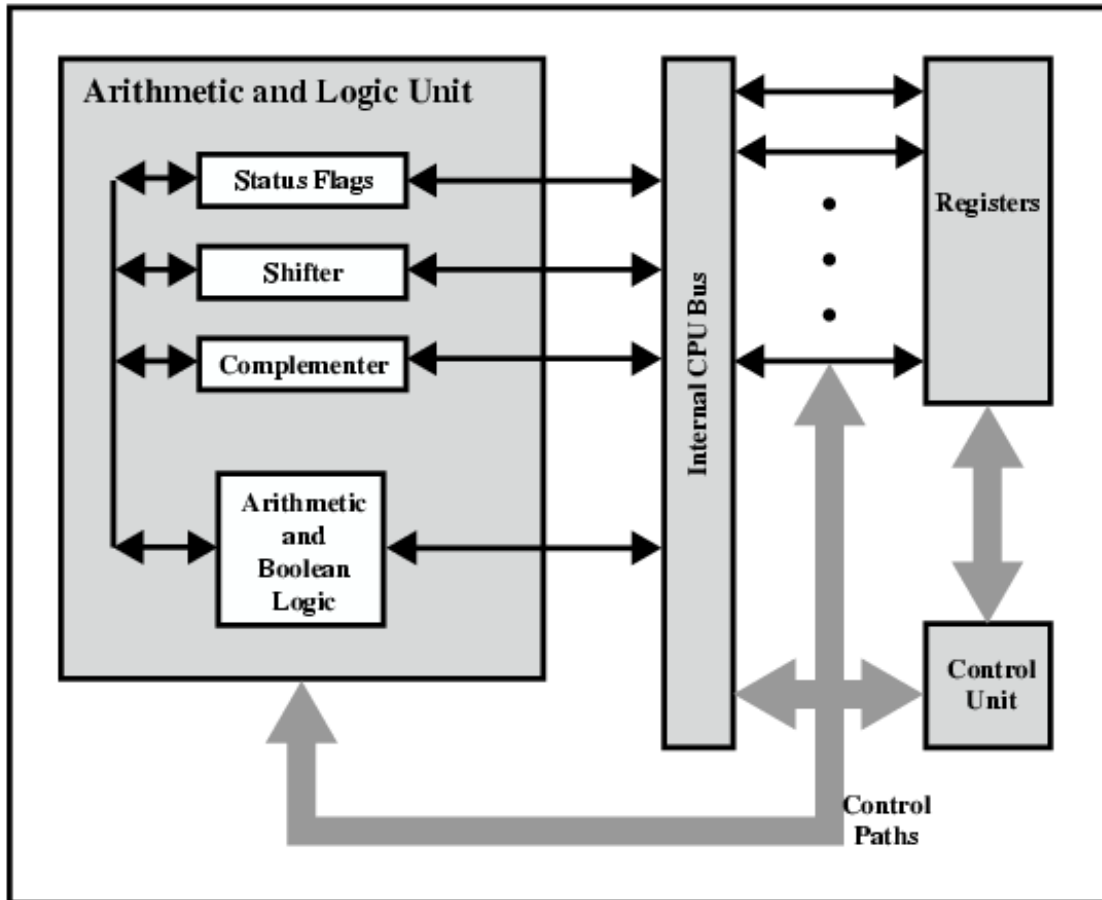 Arithmetic and Logic Unit
Status Flags
Shifter
Complementer
Arithmetic
and
Boolean
Logic
Internal CPU Bus
Registers
Control
Unit
Control
Paths